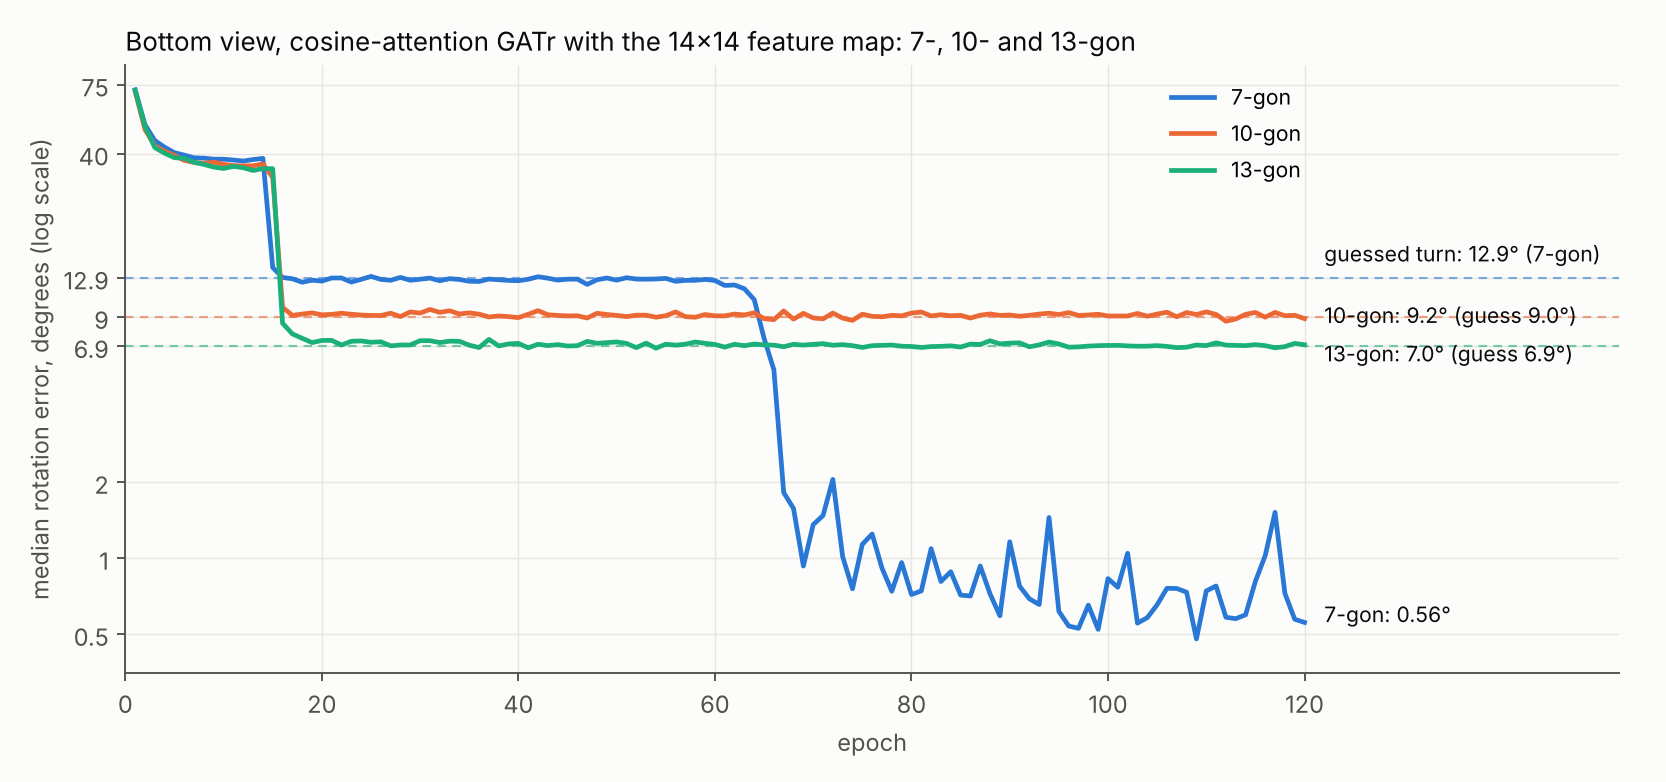 Bottom view, cosine-attention GATr with the 14×14 feature map: 7-, 10- and 13-gon
7-gon
10-gon
13-gon
median rotation error, degrees (log scale)
75
40
12.9
9
6.9
2
1
0.5
guessed turn: 12.9° (7-gon)
10-gon: 9.2° (guess 9.0°)
13-gon: 7.0° (guess 6.9°)
7-gon: 0.56°
0 20 40 60 80 100 120
epoch